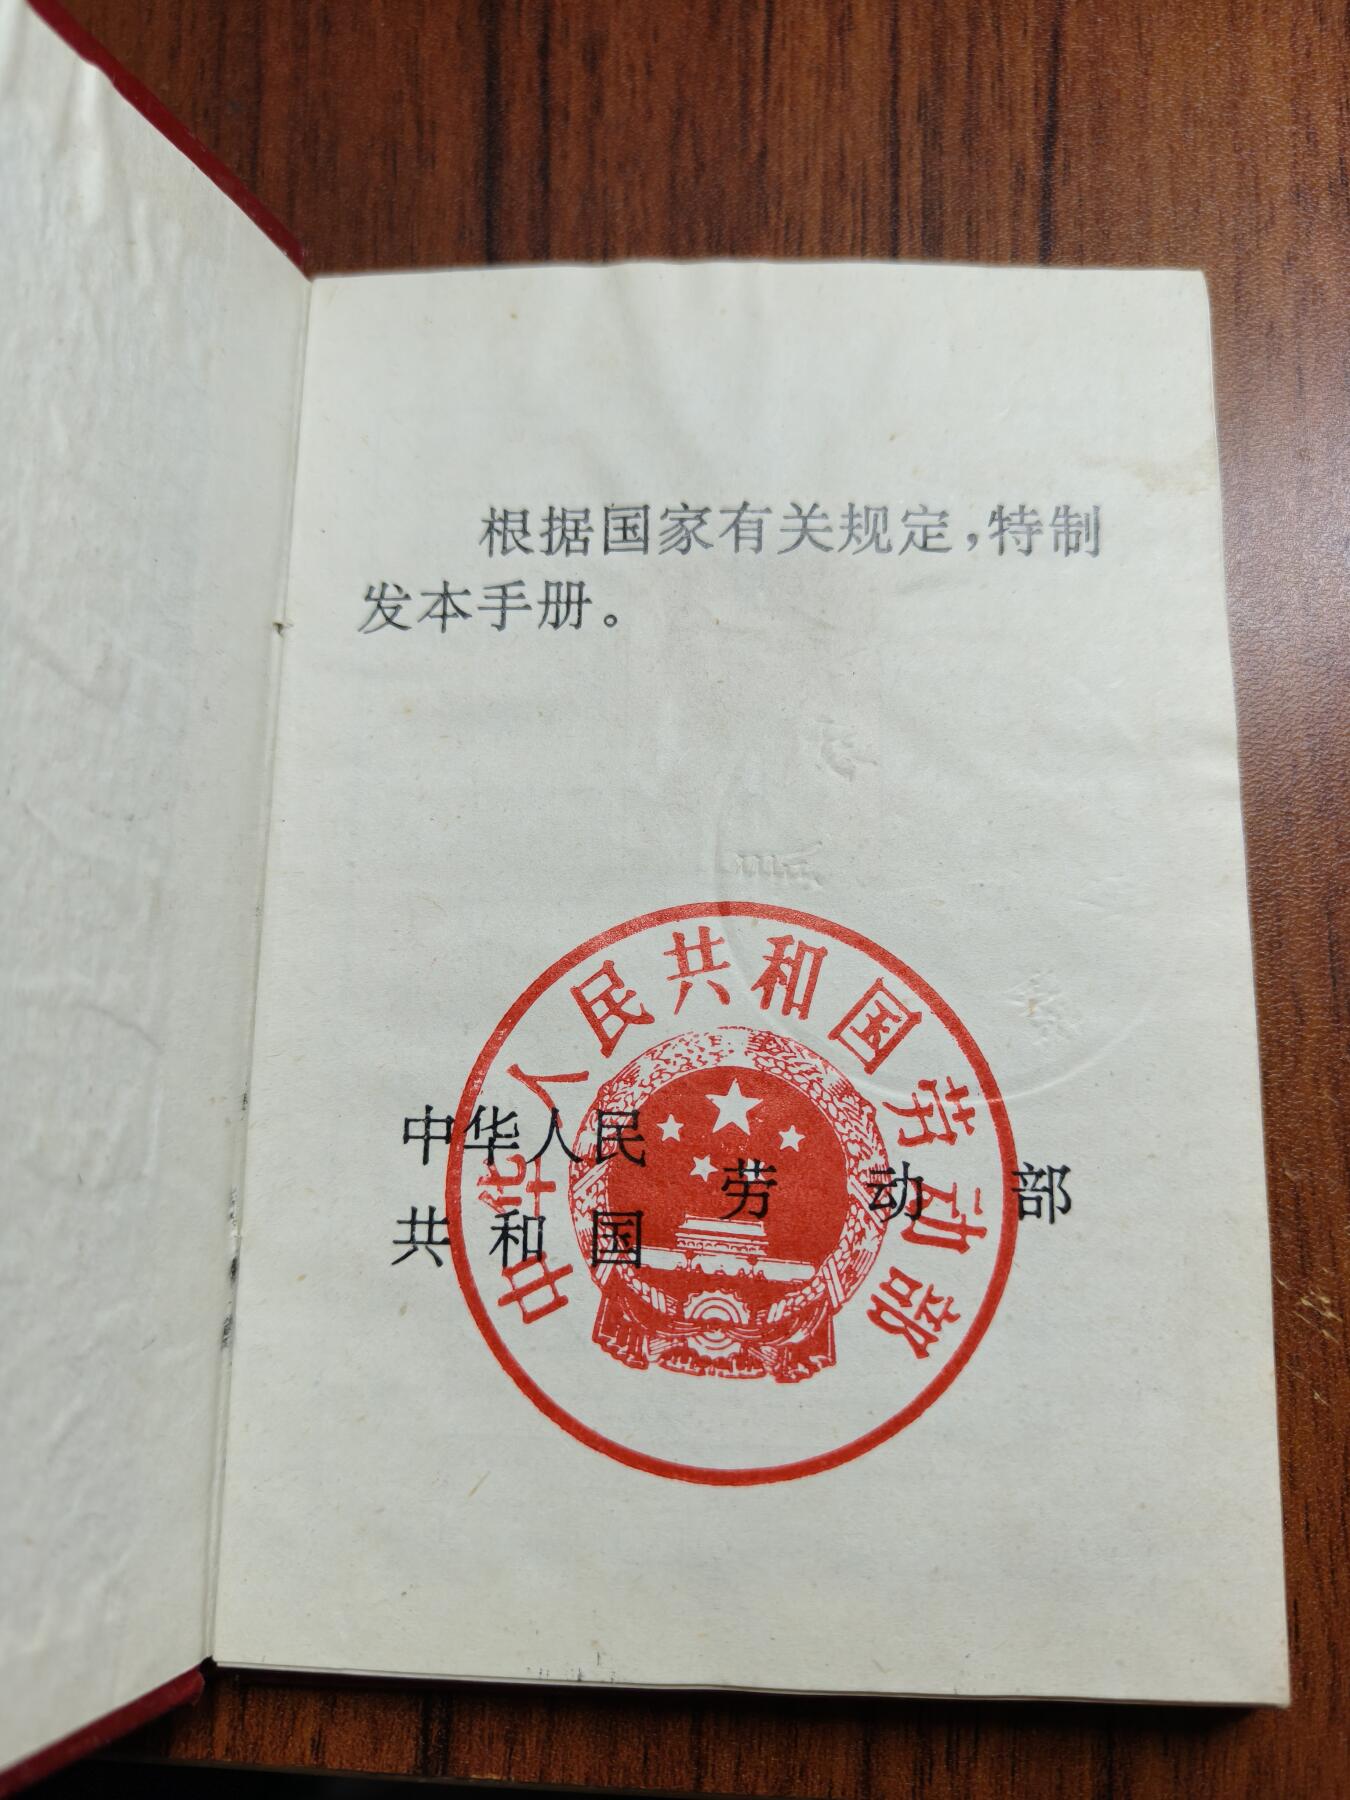 根据国家有关规定，特制
发本手册。
中华人民共和国劳动部
中华人民
共和国
劳动部